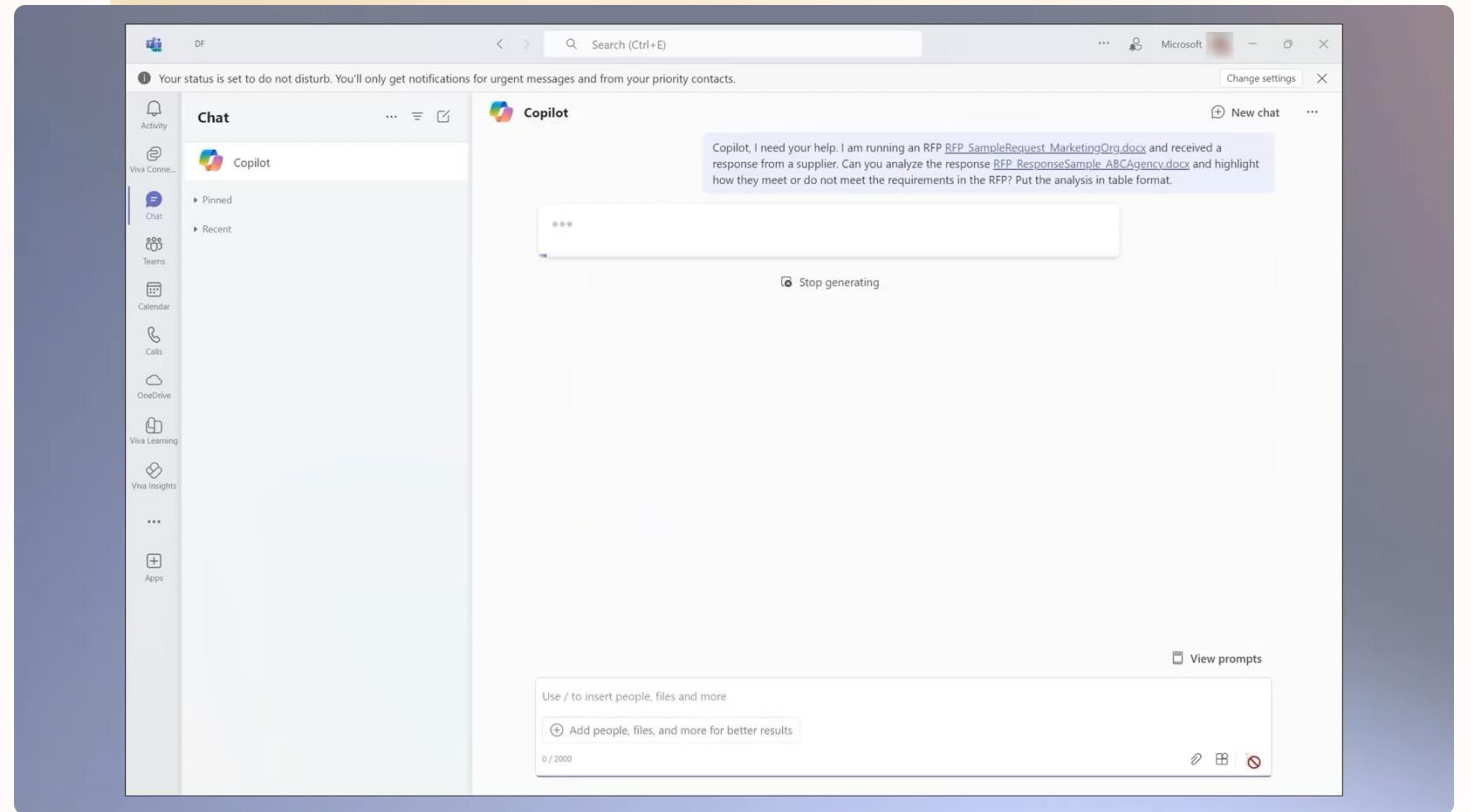 DF
Search (Ctrl+E)
Microsoft
Your status is set to do not disturb. You'll only get notifications for urgent messages and from your priority contacts.
Change settings
Activity
Viva Conne...
Chat
Teams
Calendar
Calls
OneDrive
Viva Learning
Viva Insights
Apps
Chat
Copilot
Pinned
Recent
Copilot
New chat
Copilot, I need your help. I am running an RFP RFP_SampleRequest_MarketingOrg.docx and received a
response from a supplier. Can you analyze the response RFP_ResponseSample_ABCAgency.docx and highlight
how they meet or do not meet the requirements in the RFP? Put the analysis in table format.
Stop generating
View prompts
Use / to insert people, files and more
Add people, files, and more for better results
0 / 2000